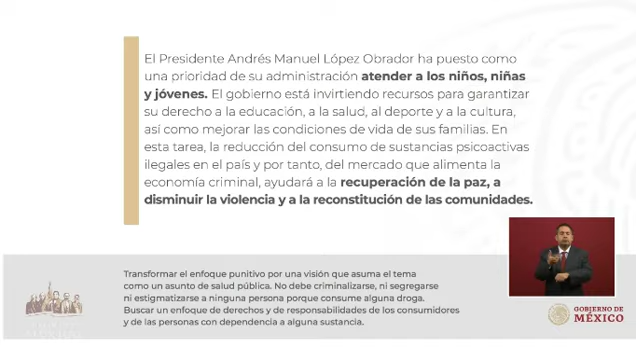 El Presidente Andrés Manuel López Obrador ha puesto como
una prioridad de su administración atender a los niños, niñas
y jóvenes. El gobierno está invirtiendo recursos para garantizar
su derecho a la educación, a la salud, al deporte y a la cultura,
así como mejorar las condiciones de vida de sus familias. En
esta tarea, la reducción del consumo de sustancias psicoactivas
ilegales en el país y por tanto, del mercado que alimenta la
economía criminal, ayudará a la recuperación de la paz, a
disminuir la violencia y a la reconstitución de las comunidades.
Transformar el enfoque punitivo por una visión que asuma el tema
como un asunto de salud pública. No debe criminalizarse, ni segregarse
ni estigmatizarse a ninguna persona porque consume alguna droga.
Buscar un enfoque de derechos y de responsabilidades de los consumidores
y de las personas con dependencia a alguna sustancia.
GOBIERNO DE
MÉXICO